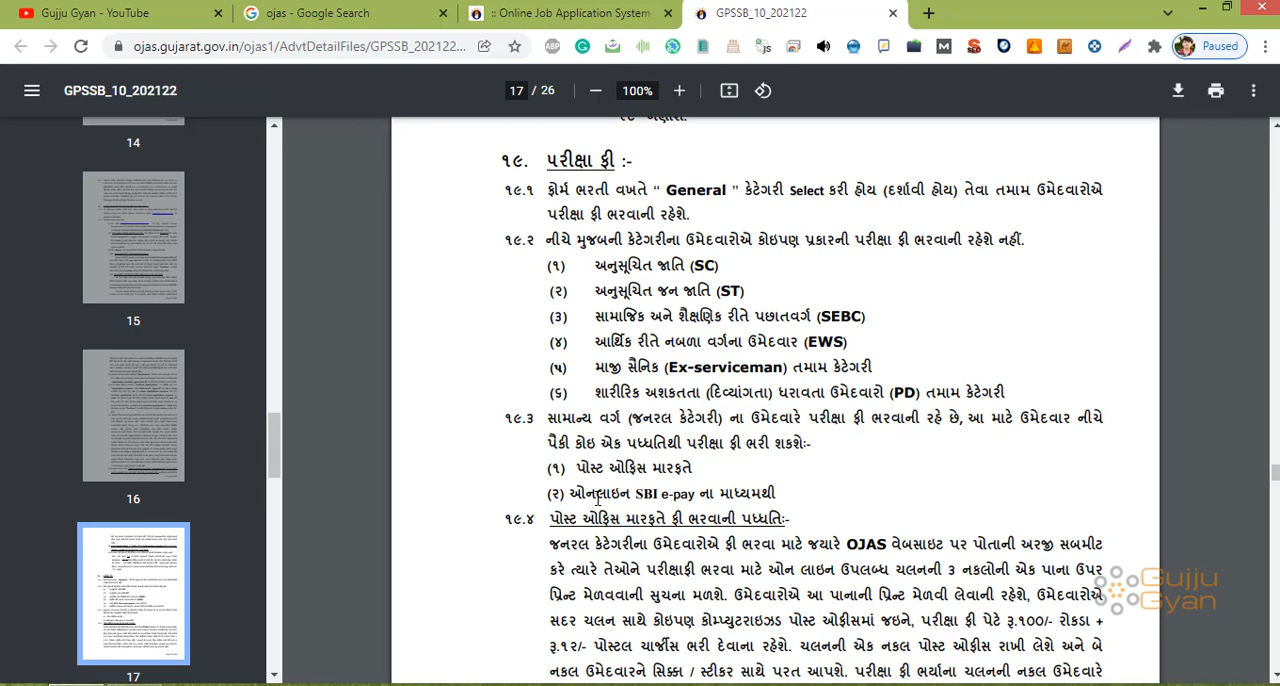 Gujju Gyan - YouTube
ojas - Google Search
:: Online Job Application System
GPSSB_10_202122
ojas.gujarat.gov.in/ojas1/AdvtDetailFiles/GPSSB_202122...
Paused
GPSSB_10_202122
17 / 26
100%
14
15
16
17
૧૯. પરીક્ષા ફી :-
૧૯.૧ ફોર્મ ભરતી વખતે “ General ” કેટેગરી Select કરી હોય (દર્શાવી હોય) તેવા તમામ ઉમેદવારોએ
પરીક્ષા ફી ભરવાની રહેશે.
૧૯.૨ નીચે મુજબની કેટેગરીના ઉમેદવારોએ કોઇપણ પ્રકારની પરીક્ષા ફી ભરવાની રહેશે નહીં.
(૧) અનુસૂચિત જાતિ (SC)
(૨) અનુસૂચિત જન જાતિ (ST)
(૩) સામાજિક અને શૈક્ષણિક રીતે પછાતવર્ગ (SEBC)
(૪) આર્થિક રીતે નબળા વર્ગના ઉમેદવાર (EWS)
(૫) માજી સૈનિક (Ex-serviceman) તમામ કેટેગરી
(૬) શારીરિક અશકતતા (દિવ્યાંગતા) ધરાવતા ઉમેદવારો (PD) તમામ કેટેગરી
૧૯.૩ સામાન્ય વર્ગ (જનરલ કેટેગરી) ના ઉમેદવારે પરીક્ષા ફી ભરવાની રહે છે, આ માટે ઉમેદવાર નીચે
પૈકી કોઇ એક પધ્ધતિથી પરીક્ષા ફી ભરી શકશેઃ-
(૧) પોસ્ટ ઓફિસ મારફતે
(૨) ઓનલાઇન SBI e-pay ના માધ્યમથી
૧૯.૪ પોસ્ટ ઓફિસ મારફતે ફી ભરવાની પધ્ધતિઃ-
જનરલ કેટેગરીના ઉમેદવારોએ ફી ભરવા માટે જયારે OJAS વેબસાઇટ પર પોતાની અરજી સબમીટ
કરે ત્યારે તેઓને પરીક્ષાફી ભરવા માટે ઓન લાઇન ઉપલબ્ધ ચલનની 3 નકલોની એક પાના ઉપર
પ્રિન્ટ મેળવવાની સુચના મળશે. ઉમેદવારોએ આ પાનાની પ્રિન્ટ મેળવી લેવાની રહેશે, ઉમેદવારોએ
આ ચલન સાથે કોઇપણ કોમ્પ્યુટરાઇઝડ પોસ્ટ ઓફિસમાં જઇને, પરીક્ષા ફી પેટે રૂ.૧૦૦/- રોકડા +
રૂ.૧૨/- પોસ્ટલ ચાર્જીસ ભરી દેવાના રહેશે. ચલનની એક નકલ પોસ્ટ ઓફીસ રાખી લેશે અને બે
નકલ ઉમેદવારને સિક્ક / સ્ટીકર સાથે પરત આપશે. પરીક્ષા ફી ભર્યાના ચલનની નકલ ઉમેદવારે
Gujju
Gyan